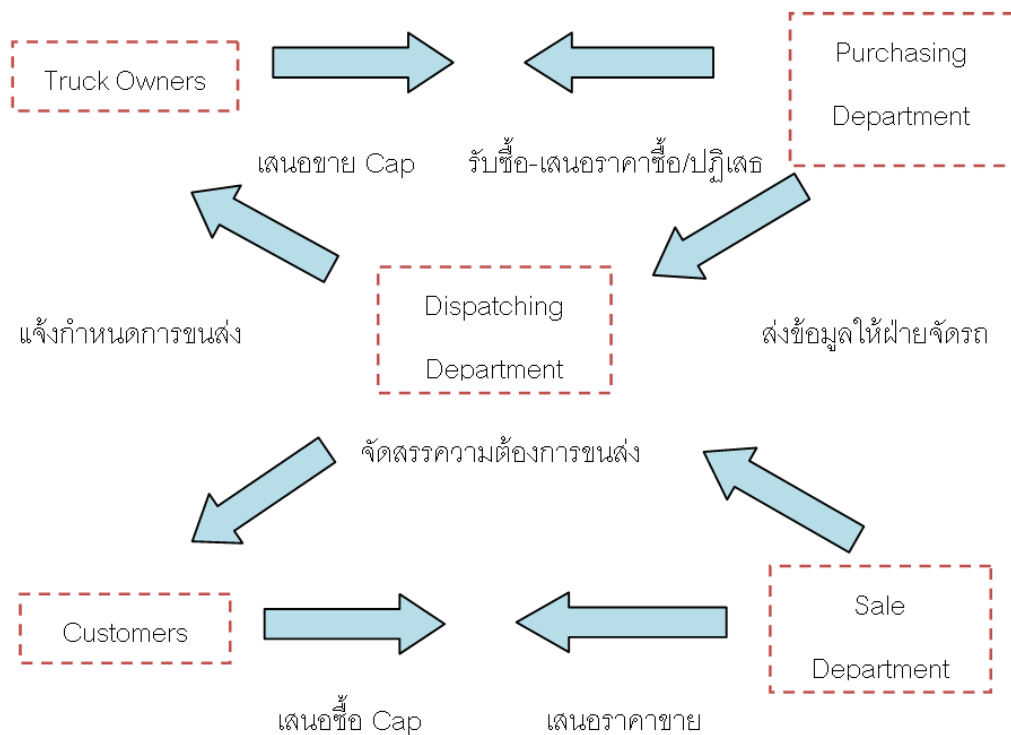 Truck Owners
Purchasing
Department
เสนอขาย Cap
รับซื้อ-เสนอราคาซื้อ/ปฏิเสธ
Dispatching
Department
แจ้งกำหนดการขนส่ง
ส่งข้อมูลให้ฝ่ายจัดรถ
จัดสรรความต้องการขนส่ง
Customers
Sale
Department
เสนอซื้อ Cap
เสนอราคาขาย